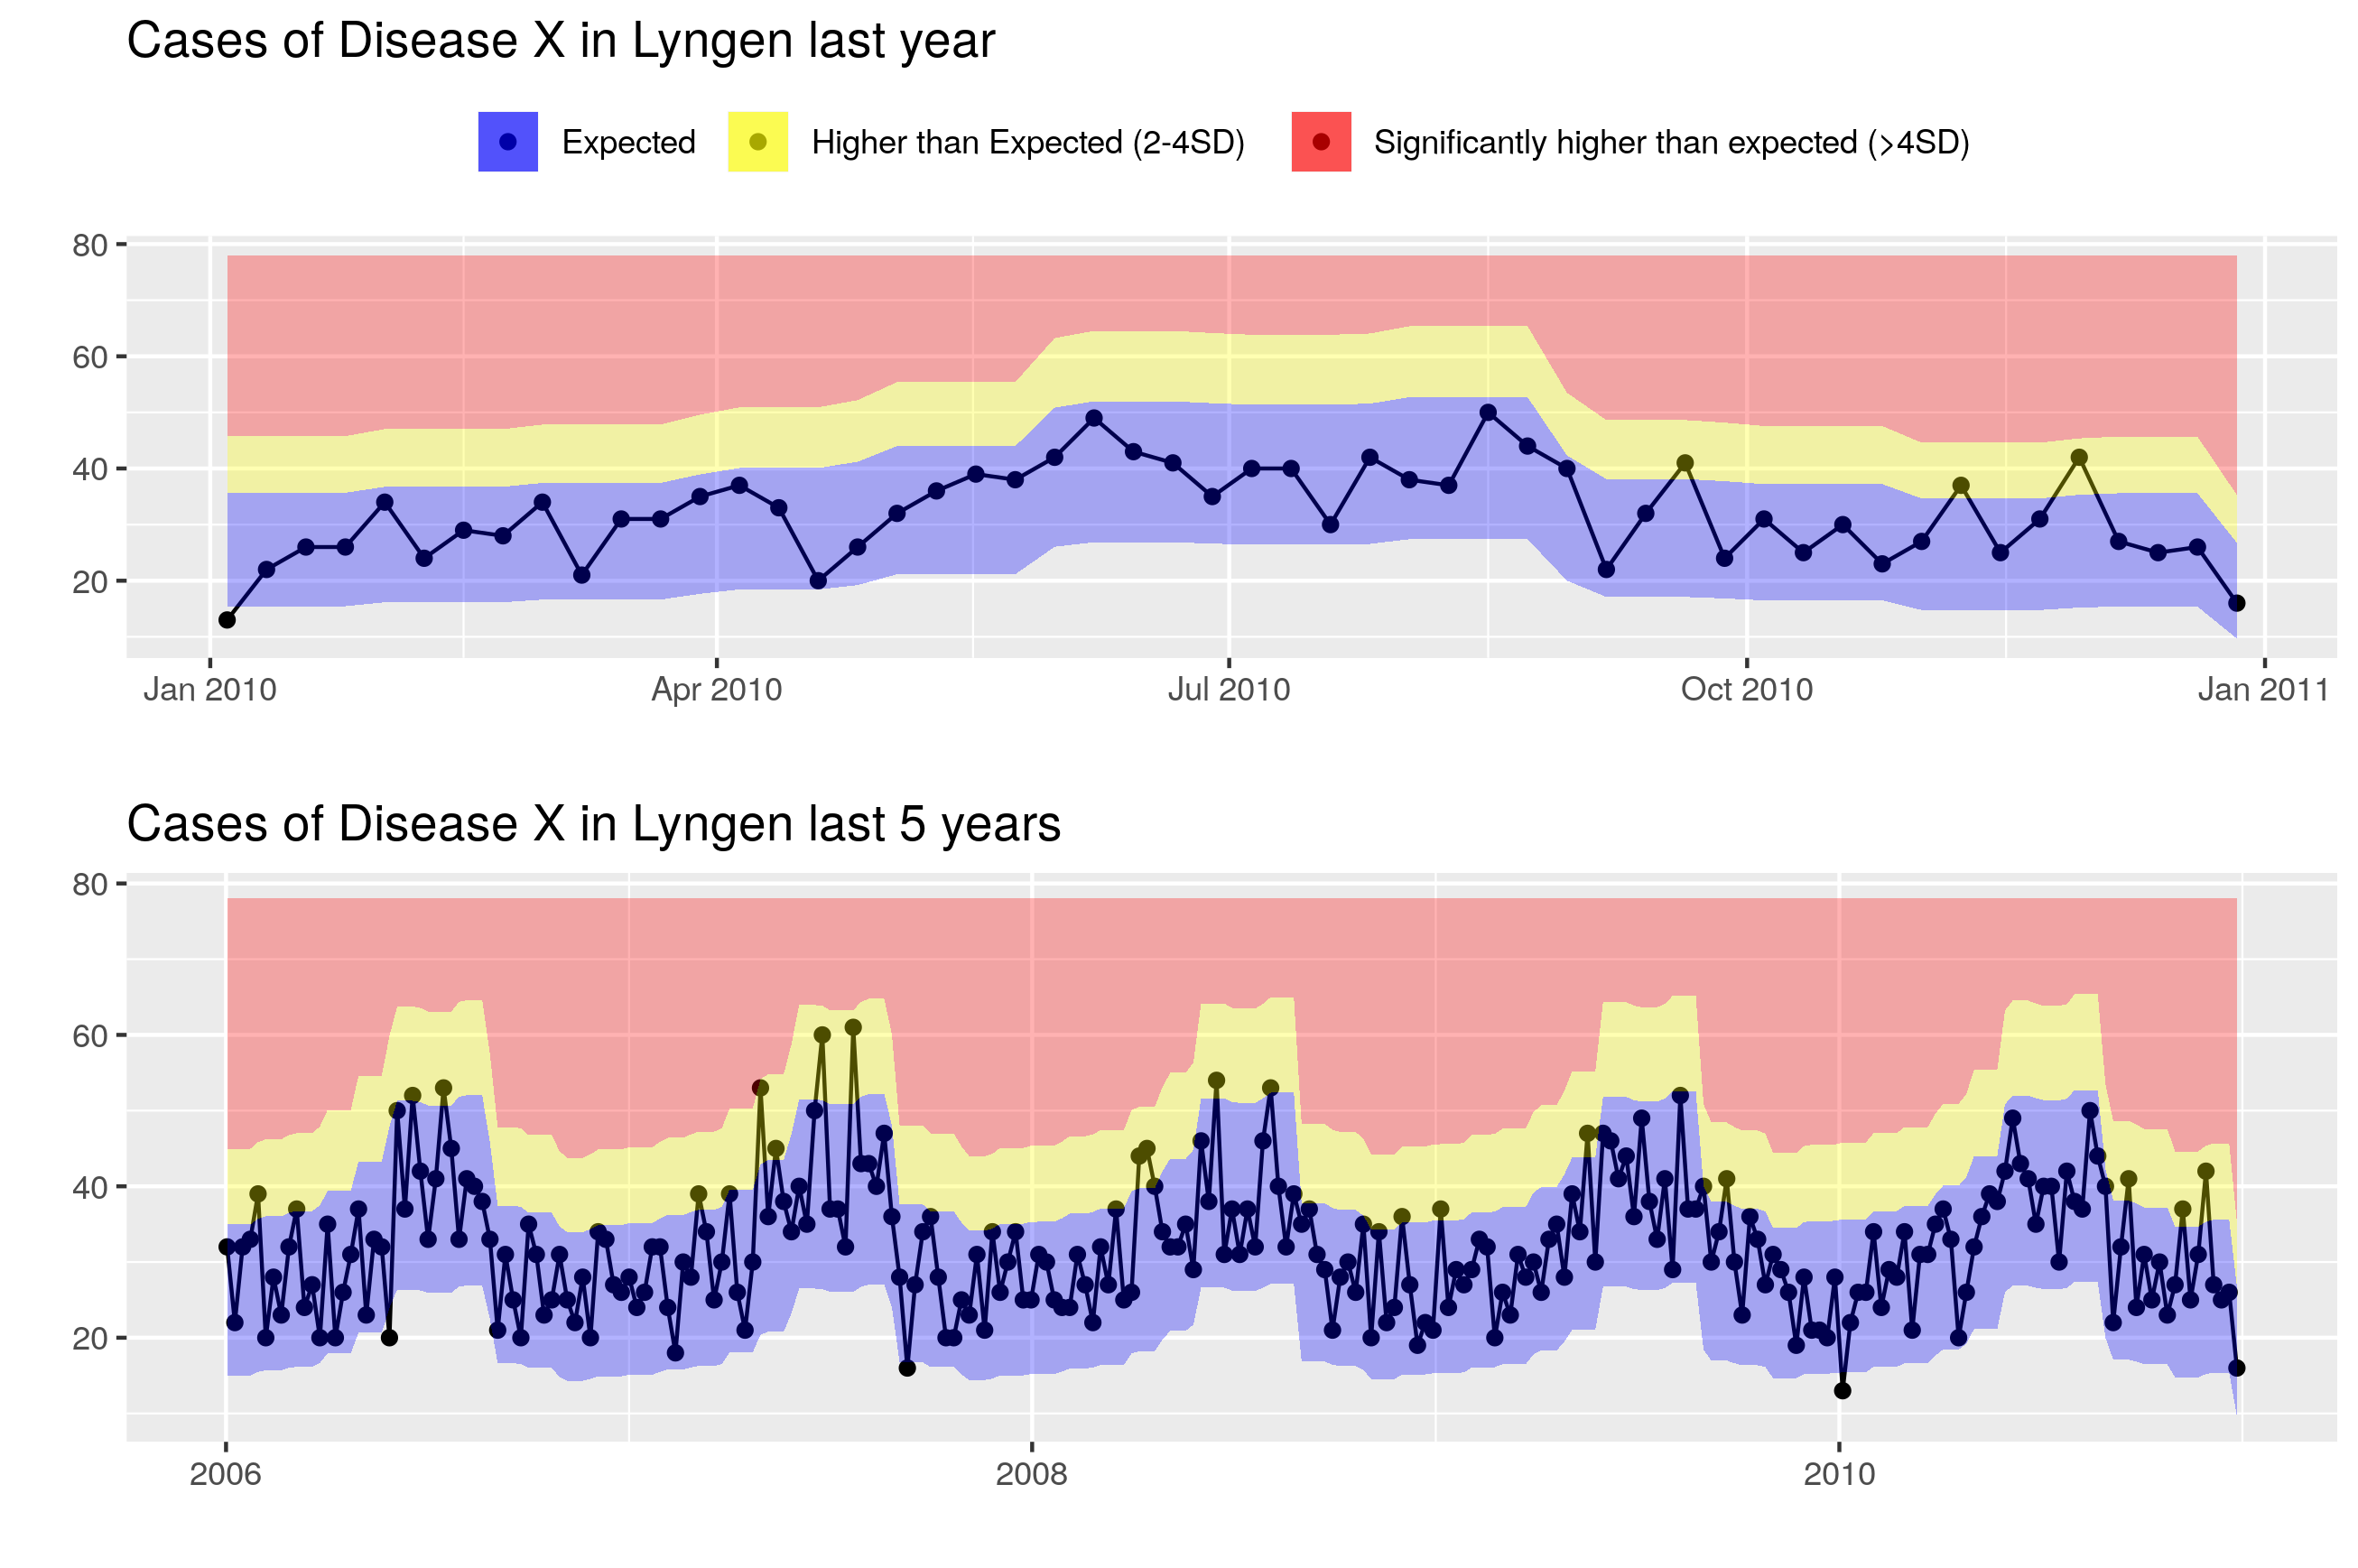 Cases of Disease X in Lyngen last year
Expected Higher than Expected (2-4SD) Significantly higher than expected (>4SD)
80
60
40
20
Jan 2010 Apr 2010 Jul 2010 Oct 2010 Jan 2011
Cases of Disease X in Lyngen last 5 years
80
60
40
20
2006 2008 2010